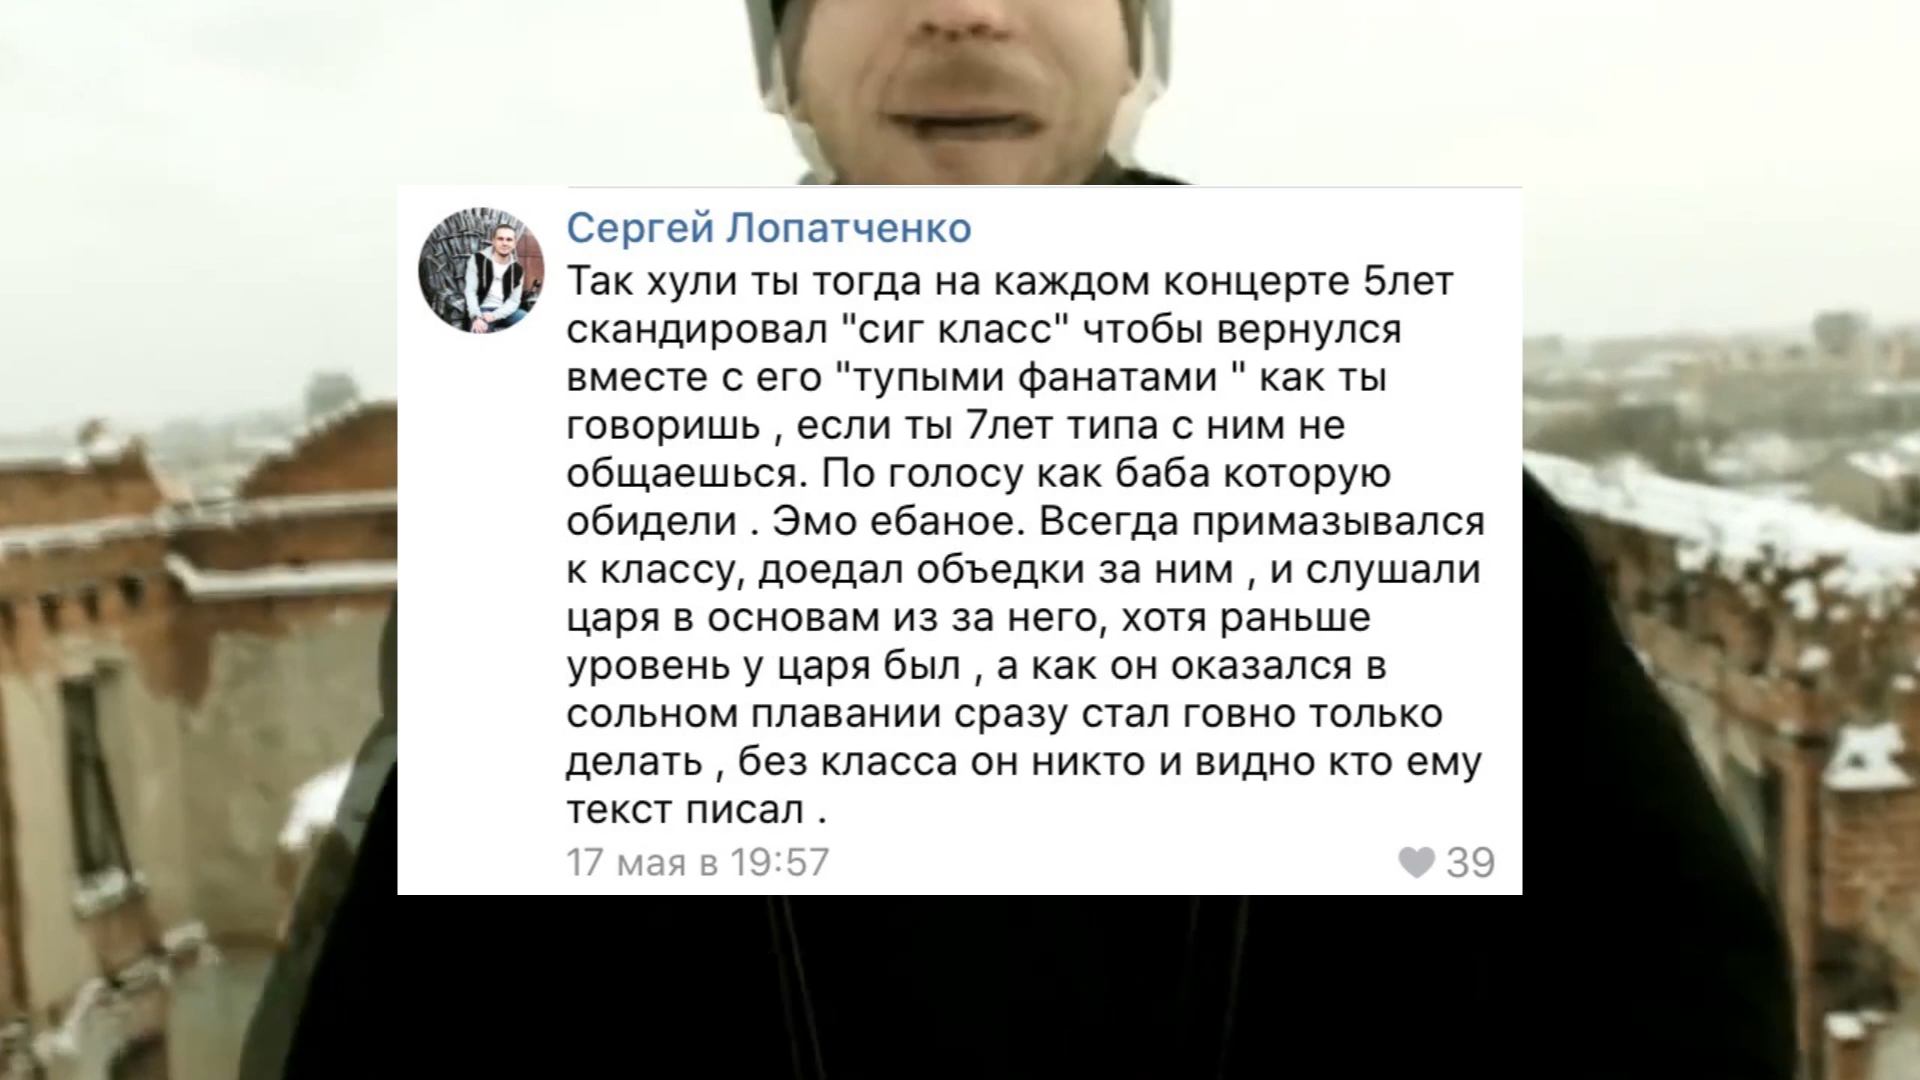 Сергей Лопатченко
Так хули ты тогда на каждом концерте 5лет
скандировал "сиг класс" чтобы вернулся
вместе с его "тупыми фанатами " как ты
говоришь , если ты 7лет типа с ним не
общаешься. По голосу как баба которую
обидели . Эмо ебаное. Всегда примазывался
к классу, доедал объедки за ним , и слушали
царя в основам из за него, хотя раньше
уровень у царя был , а как он оказался в
сольном плавании сразу стал говно только
делать , без класса он никто и видно кто ему
текст писал .
17 мая в 19:57
39